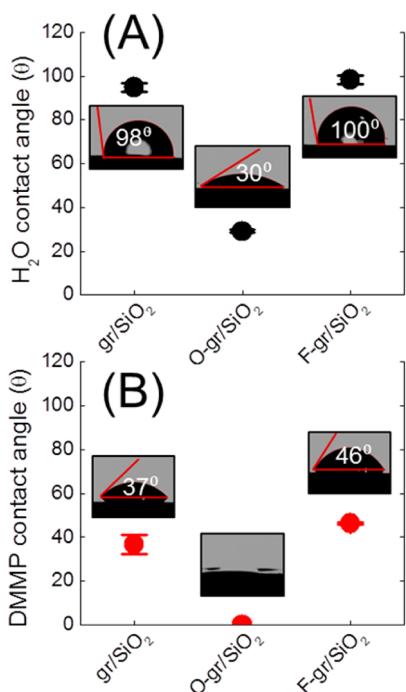 (A)
H₂O contact angle (θ)
120
100
80
60
40
20
0
98⁰
30⁰
100⁰
gr/SiO₂
O-gr/SiO₂
F-gr/SiO₂
(B)
DMMP contact angle (θ)
120
100
80
60
40
20
0
37⁰
46⁰
gr/SiO₂
O-gr/SiO₂
F-gr/SiO₂